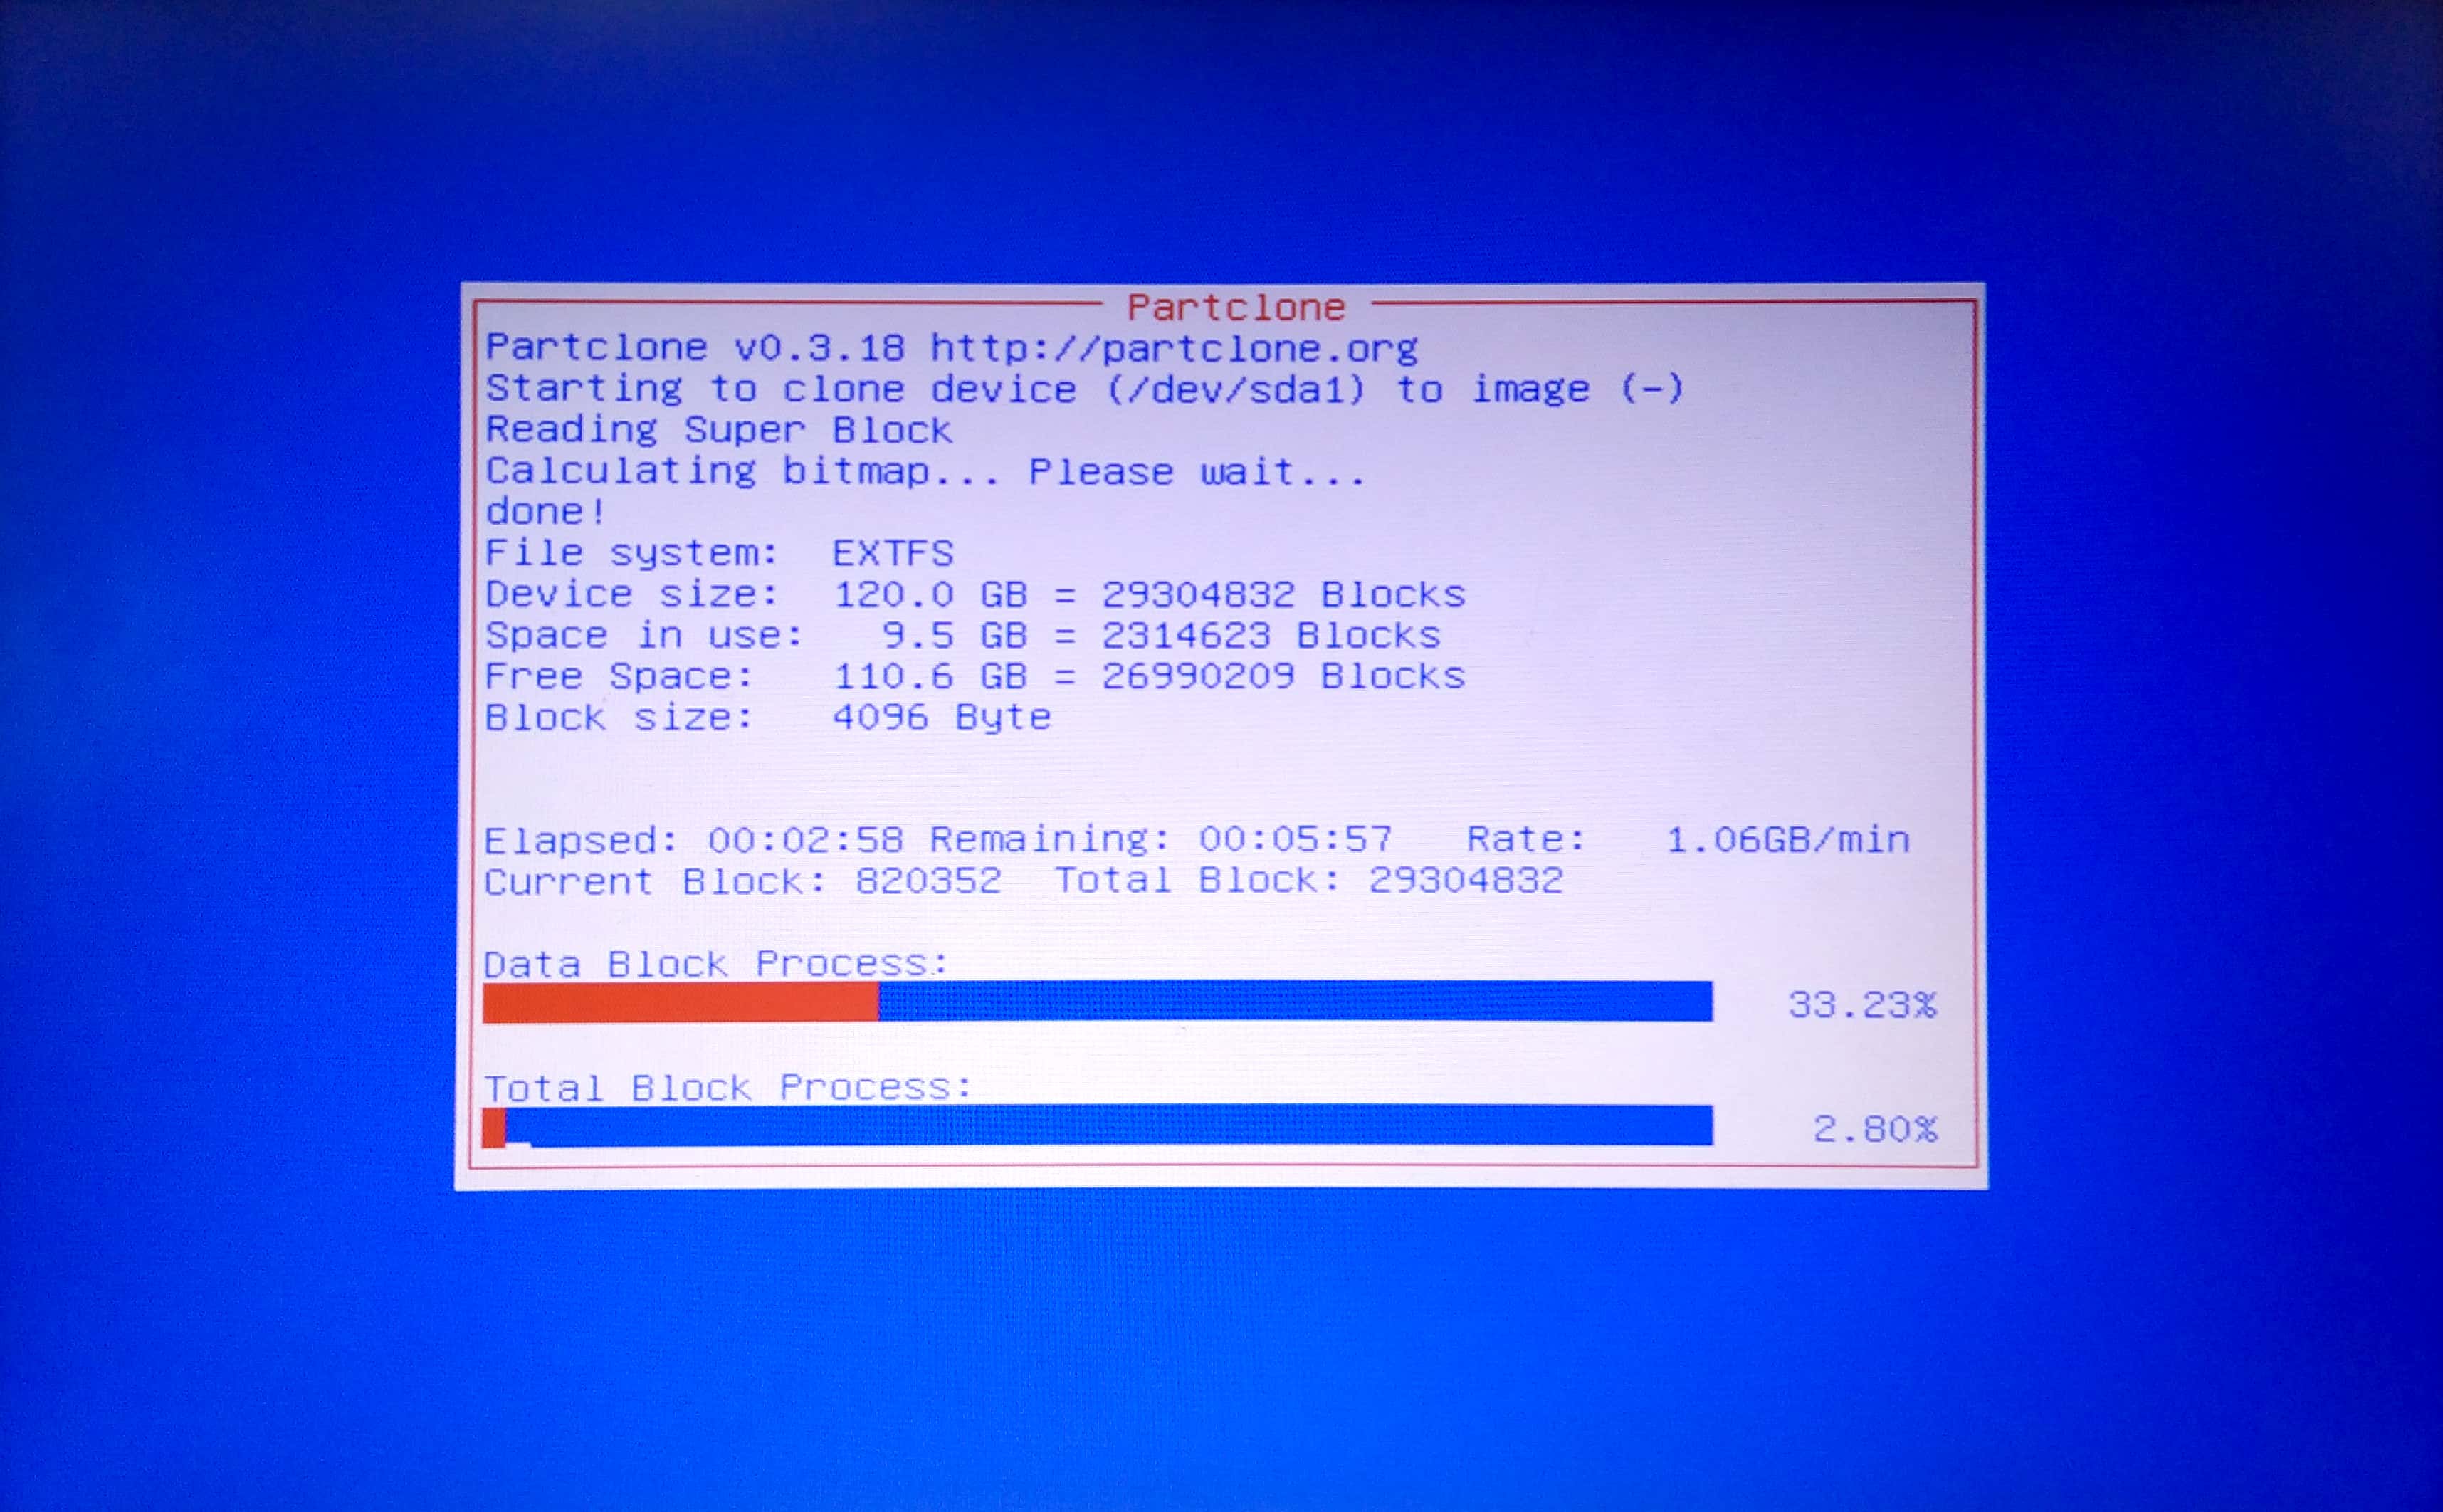 Partclone
Partclone v0.3.18 http://partclone.org
Starting to clone device (/dev/sda1) to image (-)
Reading Super Block
Calculating bitmap... Please wait...
done!
File system: EXTFS
Device size: 120.0 GB = 29304832 Blocks
Space in use: 9.5 GB = 2314623 Blocks
Free Space: 110.6 GB = 26990209 Blocks
Block size: 4096 Byte
Elapsed: 00:02:58 Remaining: 00:05:57 Rate: 1.06GB/min
Current Block: 820352 Total Block: 29304832
Data Block Process:
33.23%
Total Block Process:
2.80%